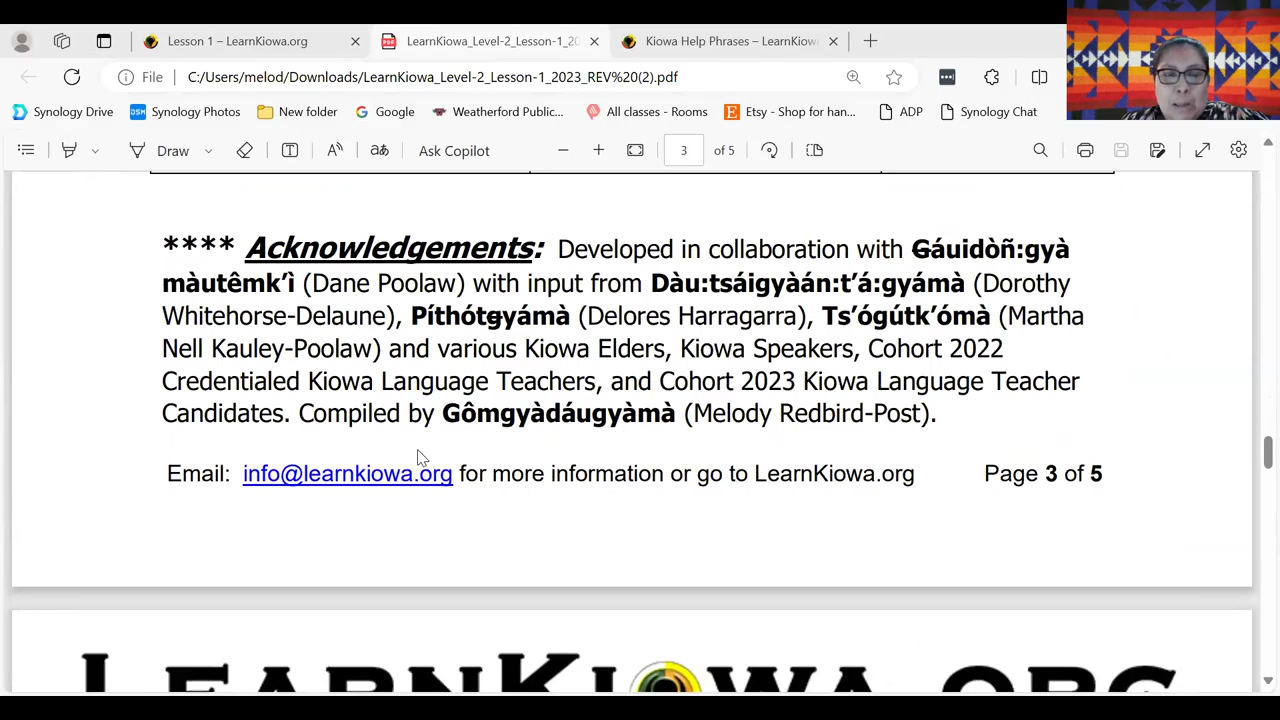 Lesson 1 – LearnKiowa.org
LearnKiowa_Level-2_Lesson-1_20
Kiowa Help Phrases – LearnKiow
File C:/Users/melod/Downloads/LearnKiowa_Level-2_Lesson-1_2023_REV%20(2).pdf
Synology Drive DSM Synology Photos New folder Google Weatherford Public... All classes - Rooms Etsy - Shop for han... ADP Synology Chat
Draw Ask Copilot 3 of 5
**** Acknowledgements: Developed in collaboration with G̶áuidòñ:gyà
màutêmk’ì (Dane Poolaw) with input from Dàu:tsáigyàán:t’á:gyámà (Dorothy
Whitehorse-Delaune), Píthótg̶yámà (Delores Harragarra), Ts’ógútk’ómà (Martha
Nell Kauley-Poolaw) and various Kiowa Elders, Kiowa Speakers, Cohort 2022
Credentialed Kiowa Language Teachers, and Cohort 2023 Kiowa Language Teacher
Candidates. Compiled by Gômgyàdáugyàmà (Melody Redbird-Post).
Email: info@learnkiowa.org for more information or go to LearnKiowa.org Page 3 of 5
LEARNKIOWA.ORG